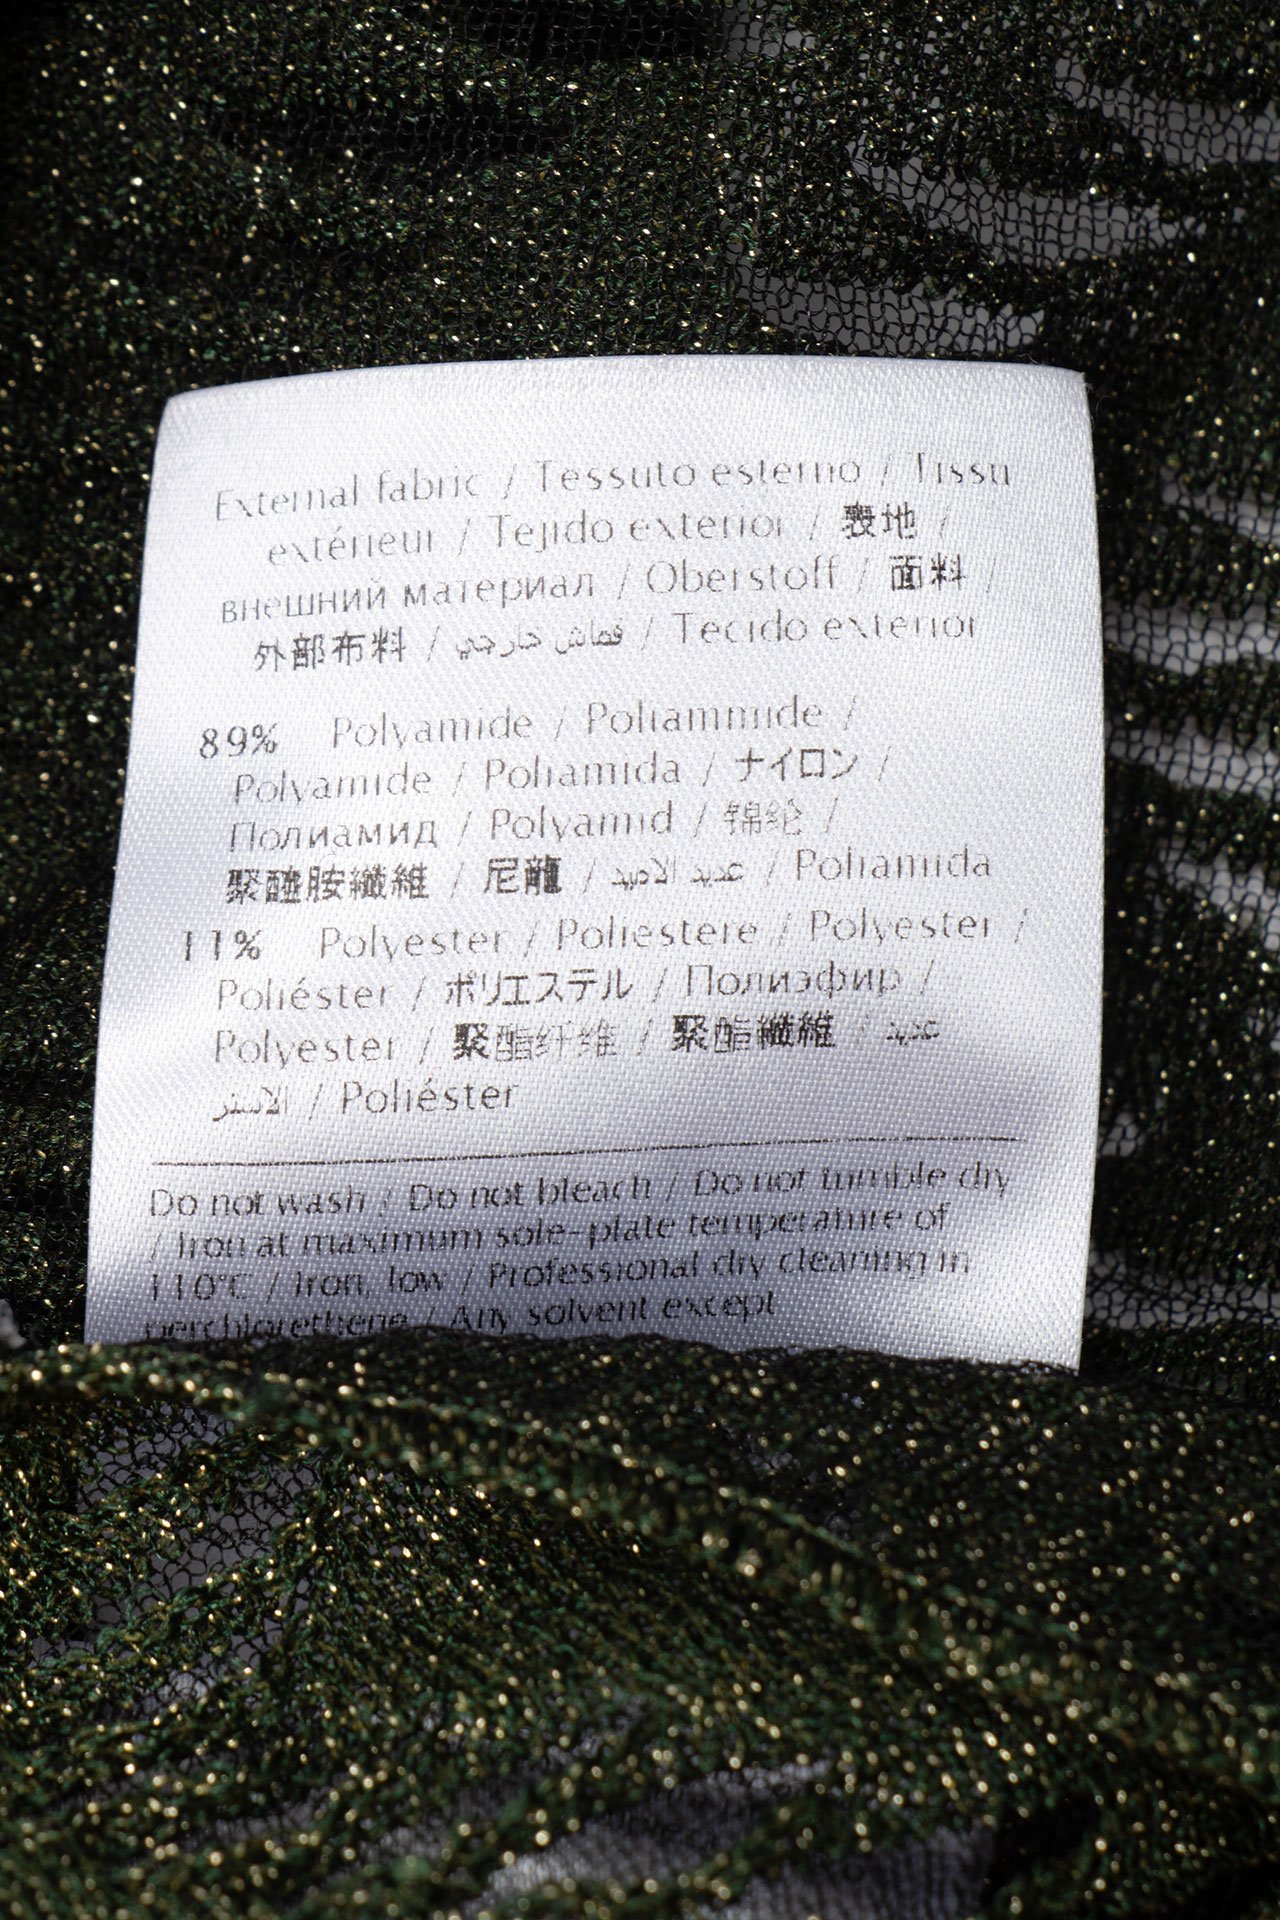 External fabric / Tessuto esterno / Tissu
extérieur / Tejido exterior / 表地 /
внешний материал / Oberstoff / 面料 /
外部布料 / قماش خارجي / Tecido exterior
89% Polyamide / Poliammide /
Polyamide / Poliamida / ナイロン /
Полиамид / Polyamid / 锦纶 /
聚醯胺纖維 / 尼龍 / عديد الاميد / Poliamida
11% Polyester / Poliestere / Polyester /
Poliéster / ポリエステル / Полиэфир /
Polyester / 聚酯纤维 / 聚酯纖維 / عديد
الاستر / Poliéster
Do not wash / Do not bleach / Do not tumble dry
/ Iron at maximum sole-plate temperature of
110°C / Iron, low / Professional dry cleaning in
perchlorethene / Any solvent except